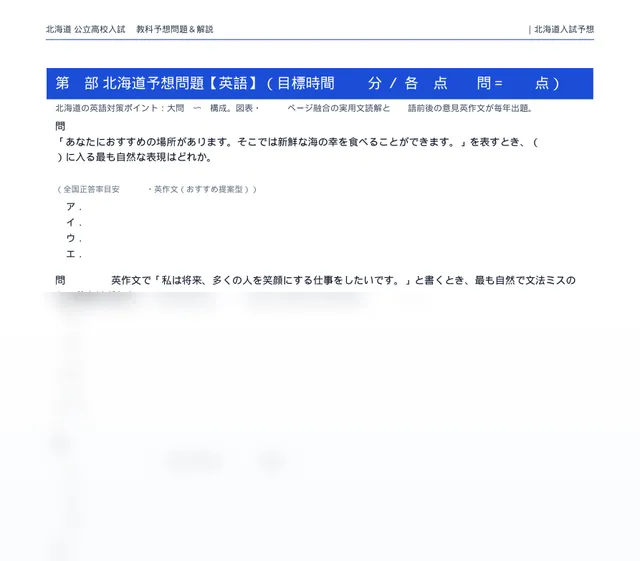 北海道 公立高校入試 教科予想問題＆解説
｜北海道入試予想
第 部 北海道予想問題【英語】（目標時間 分 / 各 点 問＝ 点）
北海道の英語対策ポイント：大問 〜 構成。図表・ ページ融合の実用文読解と 語前後の意見英作文が毎年出題。
問
「あなたにおすすめの場所があります。そこでは新鮮な海の幸を食べることができます。」を表すとき、（
）に入る最も自然な表現はどれか。
（全国正答率目安 ・英作文（おすすめ提案型））
ア．
イ．
ウ．
エ．
問 英作文で「私は将来、多くの人を笑顔にする仕事をしたいです。」と書くとき、最も自然で文法ミスの